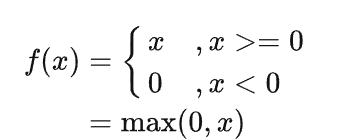 f(x) = { x , x >= 0
0 , x < 0
= max(0, x)